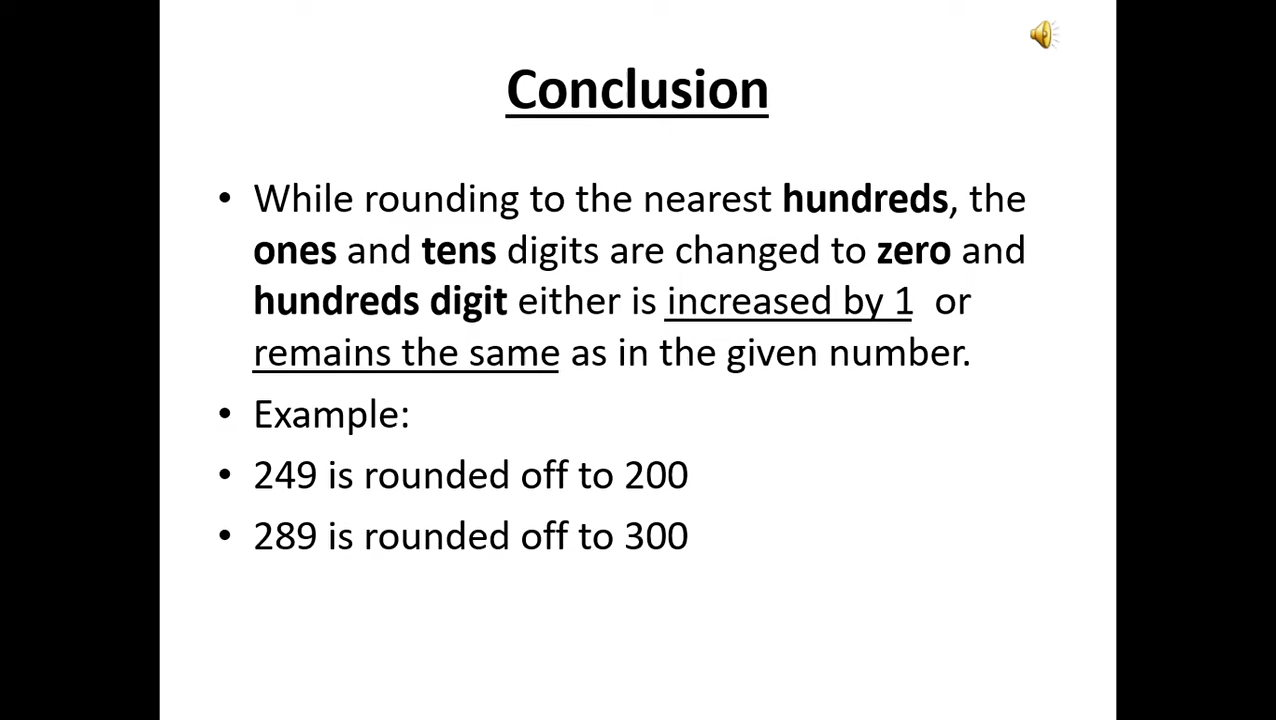 Conclusion
• While rounding to the nearest hundreds, the
ones and tens digits are changed to zero and
hundreds digit either is increased by 1 or
remains the same as in the given number.
• Example:
• 249 is rounded off to 200
• 289 is rounded off to 300